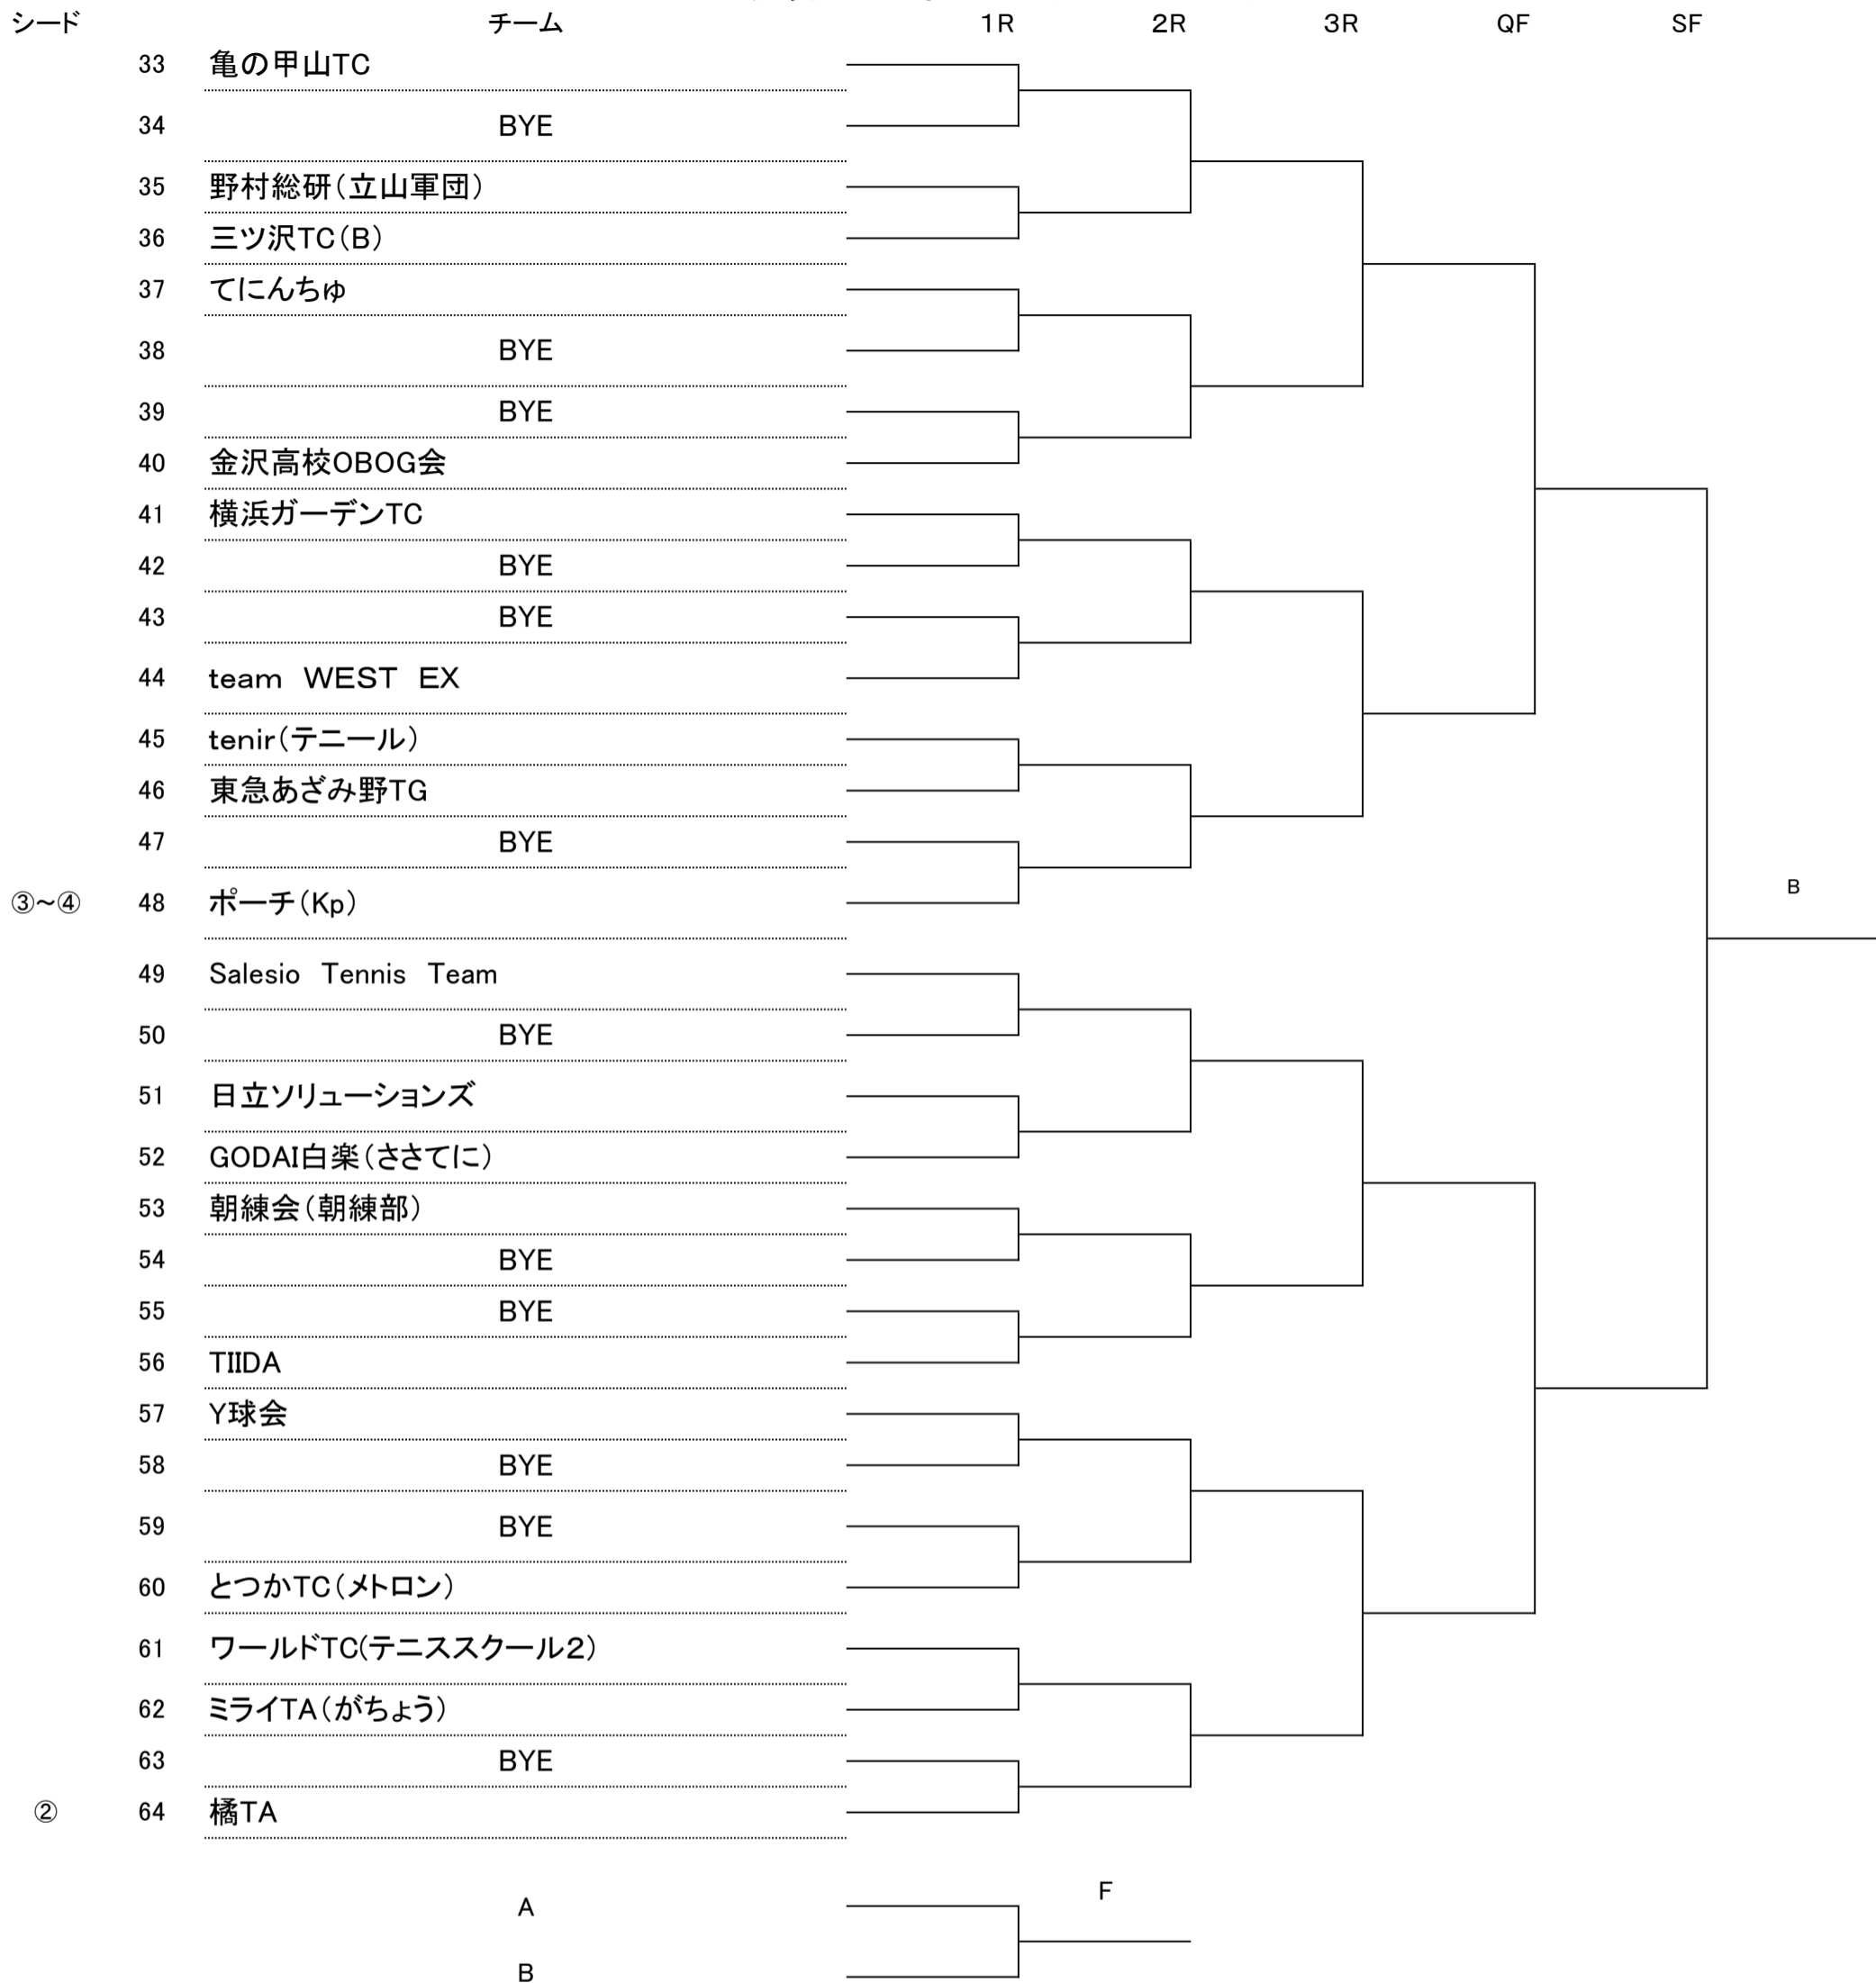 シード チーム 1R 2R 3R QF SF
33 亀の甲山TC
34 BYE
35 野村総研(立山軍団)
36 三ツ沢TC(B)
37 てにんちゅ
38 BYE
39 BYE
40 金沢高校OBOG会
41 横浜ガーデンTC
42 BYE
43 BYE
44 team WEST EX
45 tenir(テニール)
46 東急あざみ野TG
47 BYE
③～④ 48 ポーチ(Kp)
B
49 Salesio Tennis Team
50 BYE
51 日立ソリューションズ
52 GODAI白楽(ささてに)
53 朝練会(朝練部)
54 BYE
55 BYE
56 TIIDA
57 Y球会
58 BYE
59 BYE
60 とつかTC(メトロン)
61 ワールドTC(テニススクール2)
62 ミライTA(がちょう)
63 BYE
② 64 橘TA
F
A
B